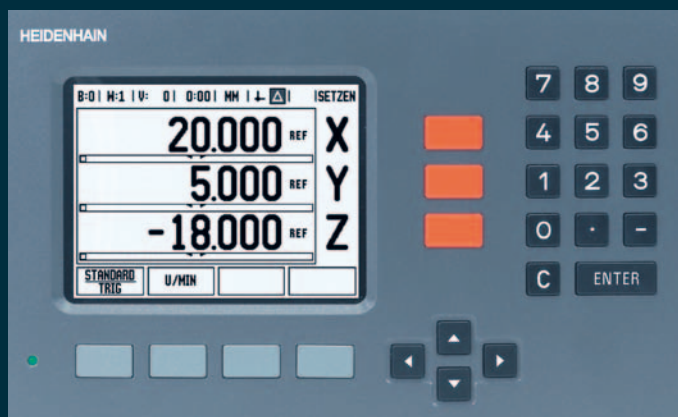 HEIDENHAIN
B:0| W:1 |V: 0| 0:00| MM | |SETZEN
20.000 REF X
5.000 REF Y
-18.000 REF Z
STANDARD U/MIN
TRIG
7 8 9
4 5 6
1 2 3
0 . -
C ENTER